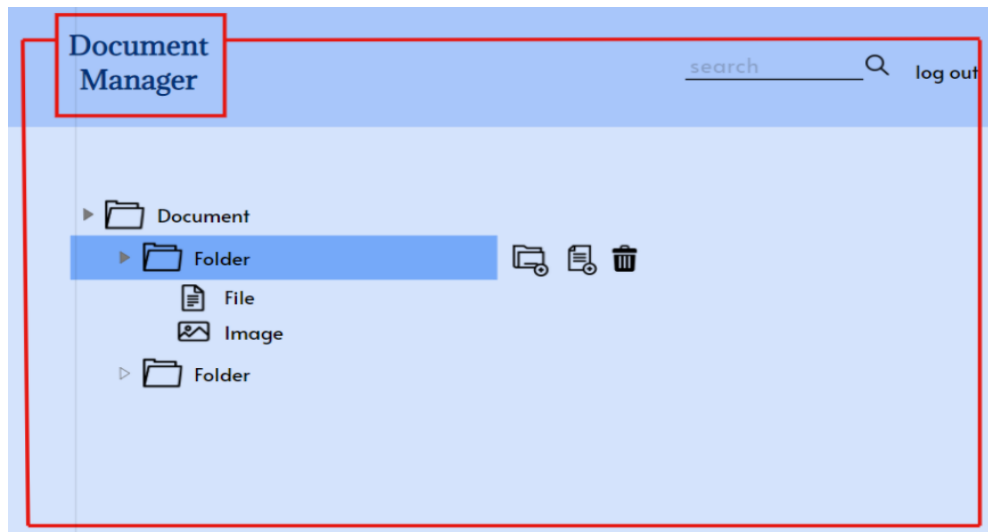 Document
Manager
search
log out
Document
Folder
File
Image
Folder